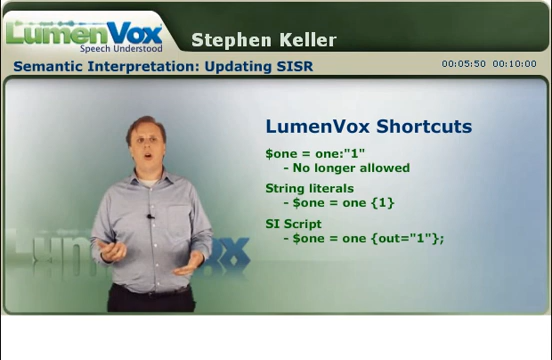 LumenVox
Speech Understood
Stephen Keller
Semantic Interpretation: Updating SISR
00:05:50 00:10:00
LumenVox Shortcuts
$one = one:"1"
- No longer allowed
String literals
- $one = one {1}
SI Script
- $one = one {out="1"};